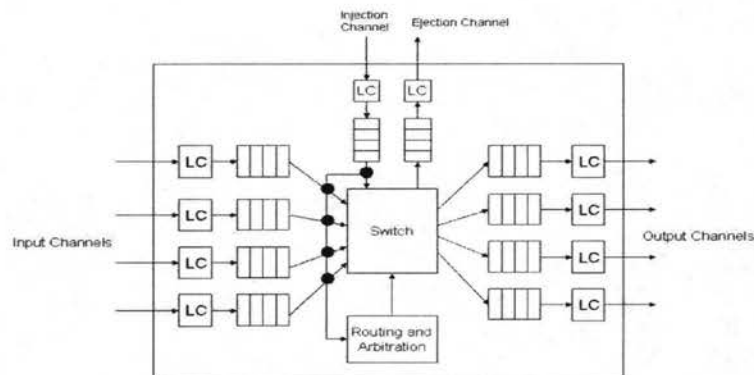 Injection
Channel
Ejection Channel
LC
LC
LC
LC
LC
LC
LC
LC
LC
LC
Input Channels
Switch
Output Channels
Routing and
Arbitration